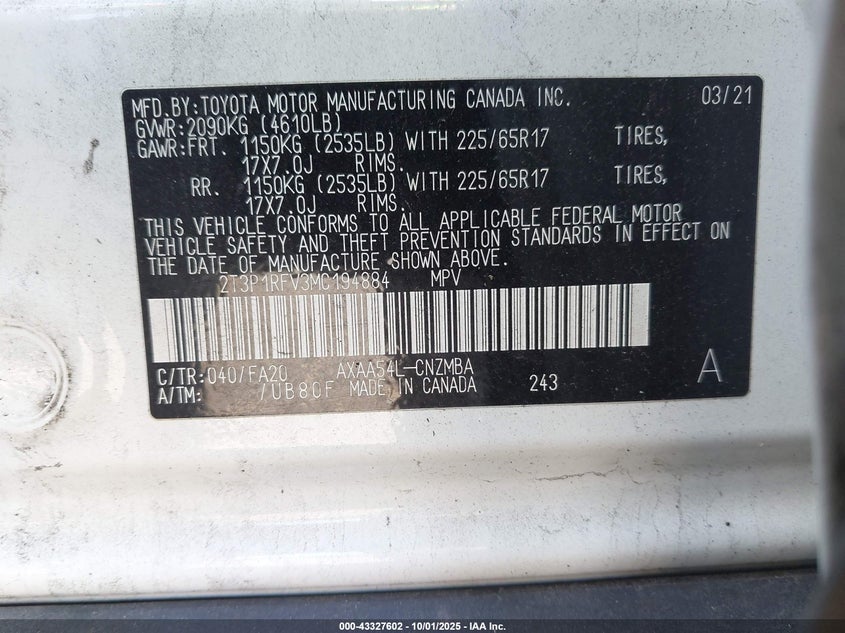 MFD.BY:TOYOTA MOTOR MANUFACTURING CANADA INC. 03/21
GVWR:2090KG (4610LB)
GAWR:FRT. 1150KG (2535LB) WITH 225/65R17 TIRES,
17X7.0J RIMS.
RR. 1150KG (2535LB) WITH 225/65R17 TIRES,
17X7.0J RIMS.
THIS VEHICLE CONFORMS TO ALL APPLICABLE FEDERAL MOTOR
VEHICLE SAFETY AND THEFT PREVENTION STANDARDS IN EFFECT ON
THE DATE OF MANUFACTURE SHOWN ABOVE.
2T3P1RFV3MC194884 MPV
C/TR:040/FA20 AXAA54L-CNZMBA
A/TM: /UB80F MADE IN CANADA 243 A
000-43327602 - 10/01/2025 - IAA Inc.